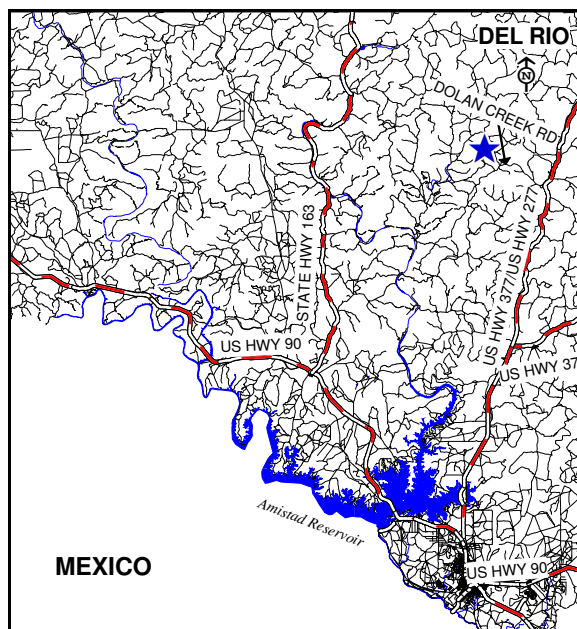 DEL RIO
N
DOLAN CREEK RD
STATE HWY 163
US HWY 377/US HWY 277
US HWY 90
US HWY 37
Amistad Reservoir
MEXICO
US HWY 90